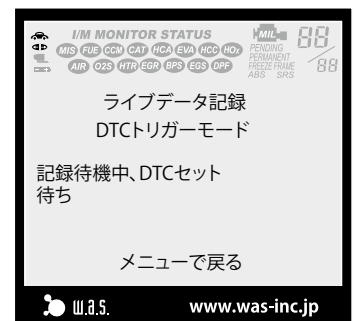 I/M MONITOR STATUS
MIL
88
MIS FUE CCM CAT HCA EVA HCC HO₂
PENDING
PERMANENT
AIR O2S HTR EGR BPS EGS DPF
FREEZE FRAME
88
ABS SRS
ライブデータ記録
DTCトリガーモード
記録待機中、DTCセット
待ち
メニューで戻る
w.a.s. www.was-inc.jp